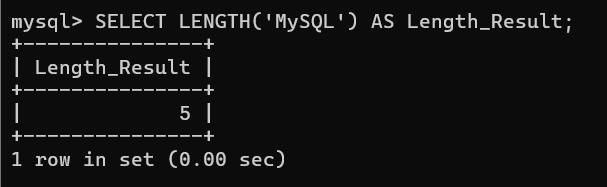 mysql> SELECT LENGTH('MySQL') AS Length_Result;
+---------------+
| Length_Result |
+---------------+
|             5 |
+---------------+
1 row in set (0.00 sec)